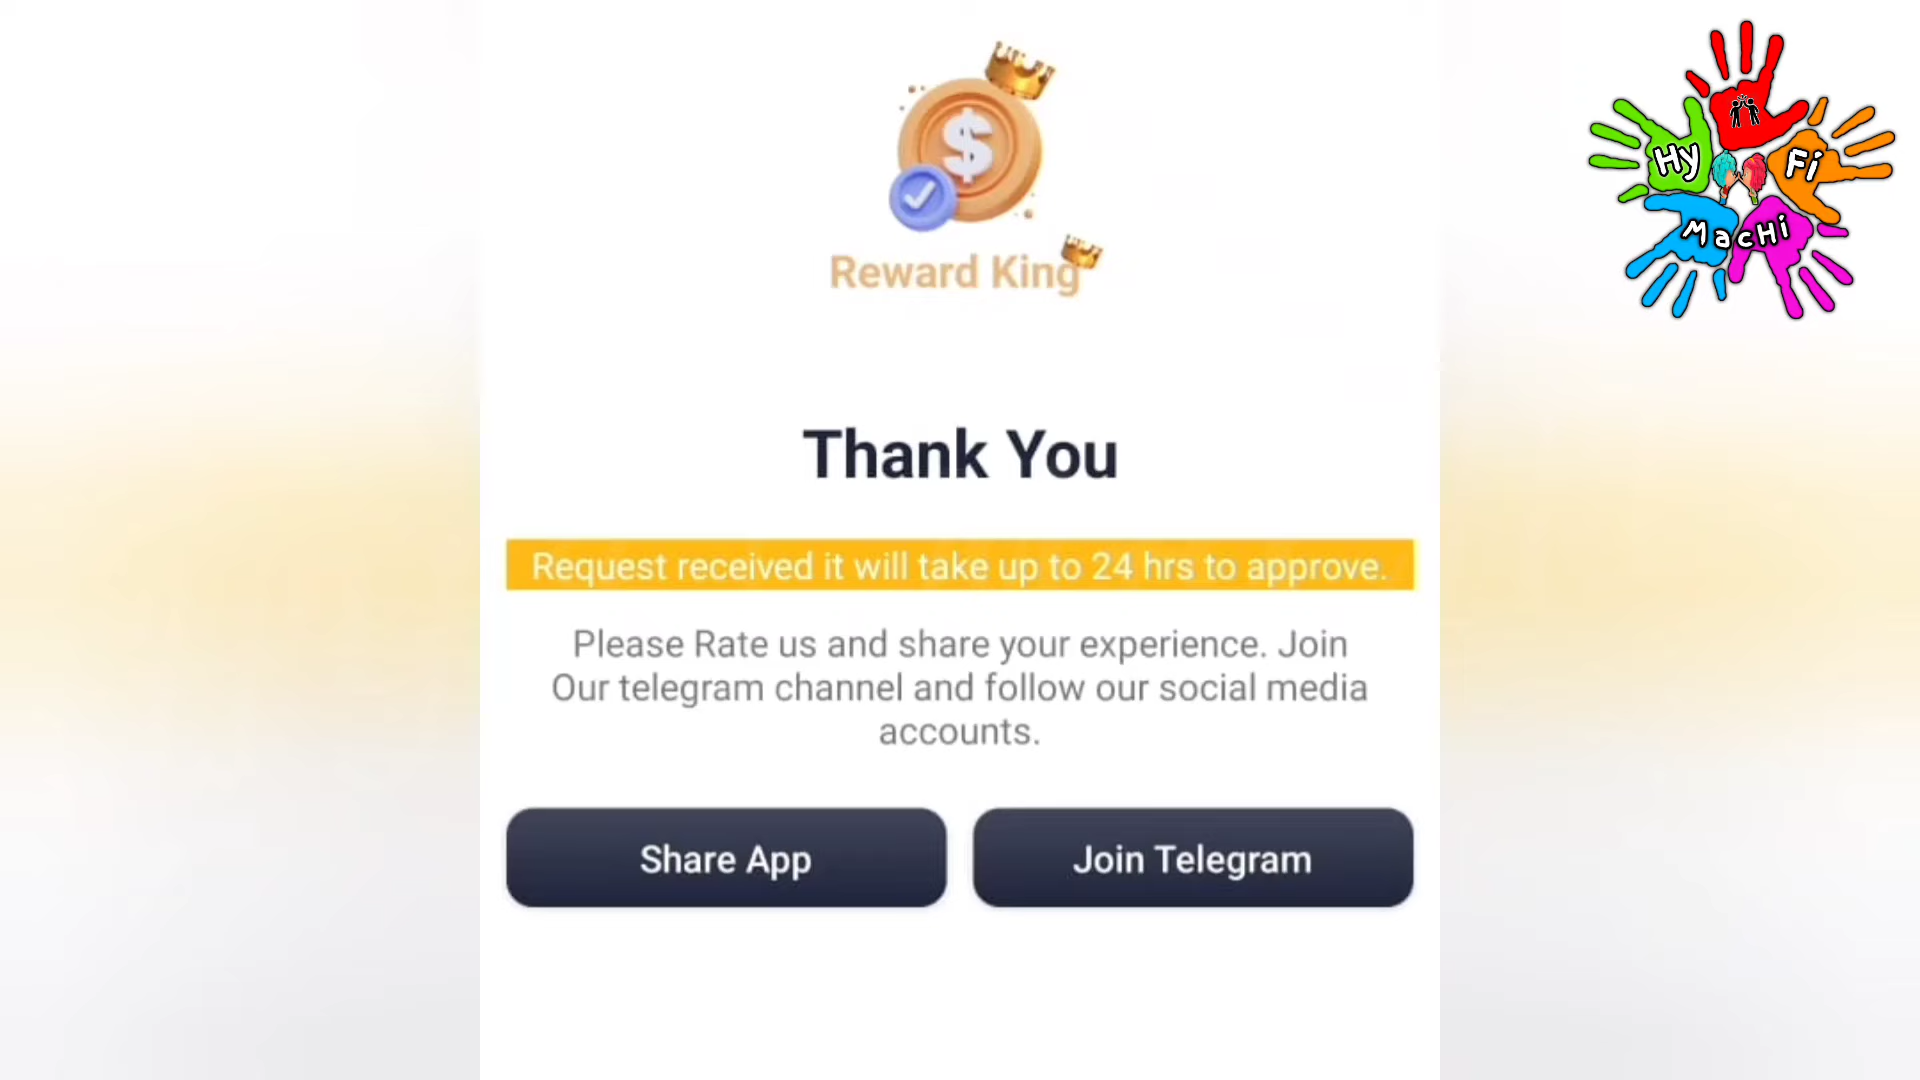 Hy
Fi
MacHi
Reward King
Thank You
Request received it will take up to 24 hrs to approve.
Please Rate us and share your experience. Join
Our telegram channel and follow our social media
accounts.
Share App
Join Telegram